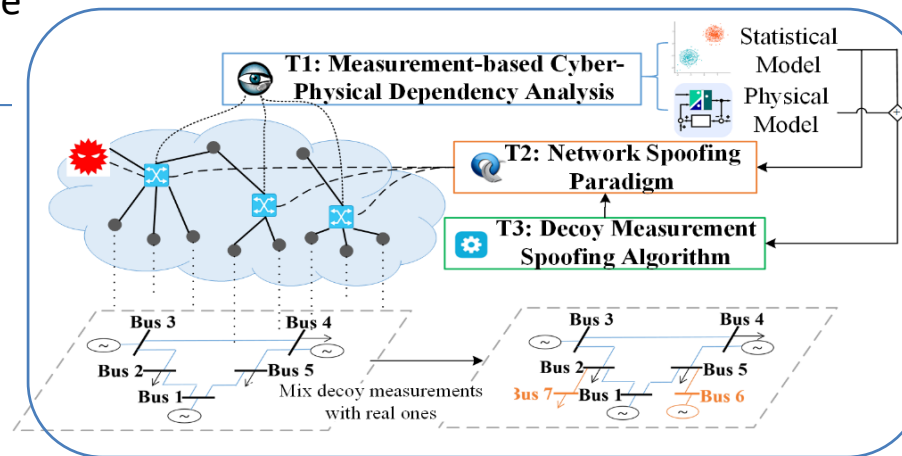 e
T1: Measurement-based Cyber-
Physical Dependency Analysis
Statistical
Model
Physical
Model
T2: Network Spoofing
Paradigm
T3: Decoy Measurement
Spoofing Algorithm
Bus 3
Bus 4
Bus 2
Bus 5
Bus 1
Mix decoy measurements
with real ones
Bus 3
Bus 4
Bus 2
Bus 5
Bus 7
Bus 1
Bus 6